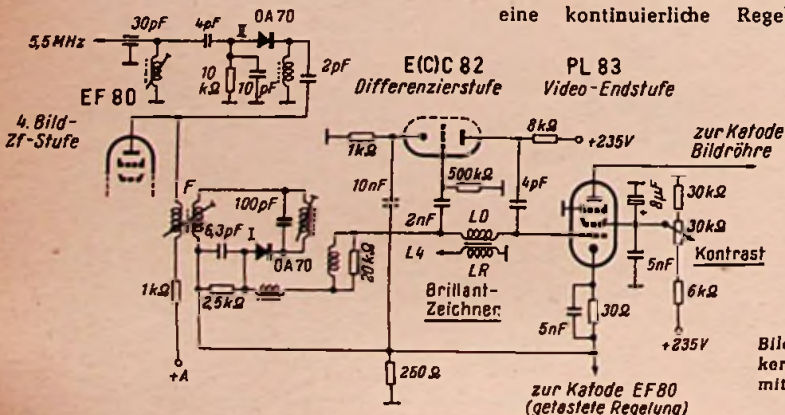 eine kontinuierliche Regel
30pF
4pF
II
OA70
5,5MHz
10 kΩ
10pF
2pF
EF 80
4. Bild-
Zf-Stufe
E(C)C 82
Differenzierstufe
PL 83
Video-Endstufe
1kΩ
8kΩ
+235V
zur Katode
Bildröhre
500kΩ
10nF
4pF
8µF
30kΩ
F
100pF
6,3pF
I
OA70
2nF
LD
30kΩ
Kontrast
L4
LR
5nF
20kΩ
1kΩ
2,5kΩ
Brillant-
Zeichner
30Ω
6kΩ
5nF
+235V
+A
250Ω
zur Katode EF80
(getastete Regelung)
Bild
ker
mit